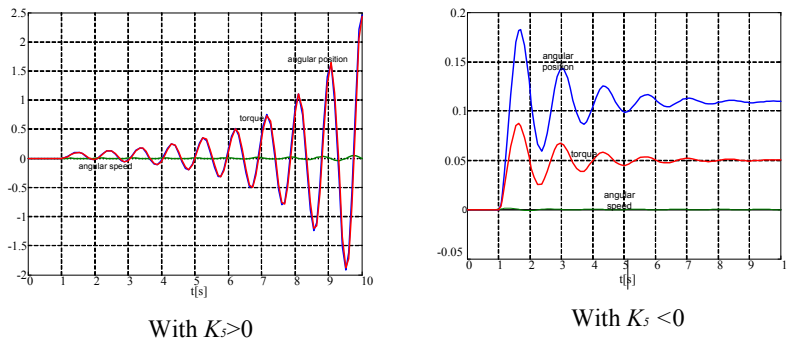 2.5
2
1.5
1
0.5
0
-0.5
-1
-1.5
-2
angular position
torque
angular speed
0 1 2 3 4 5 6 7 8 9 10
t[s]
With K5>0
0.2
0.15
0.1
0.05
0
-0.05
angular
position
torque
angular
speed
0 1 2 3 4 5 6 7 8 9 1
t[s]
With K5 <0